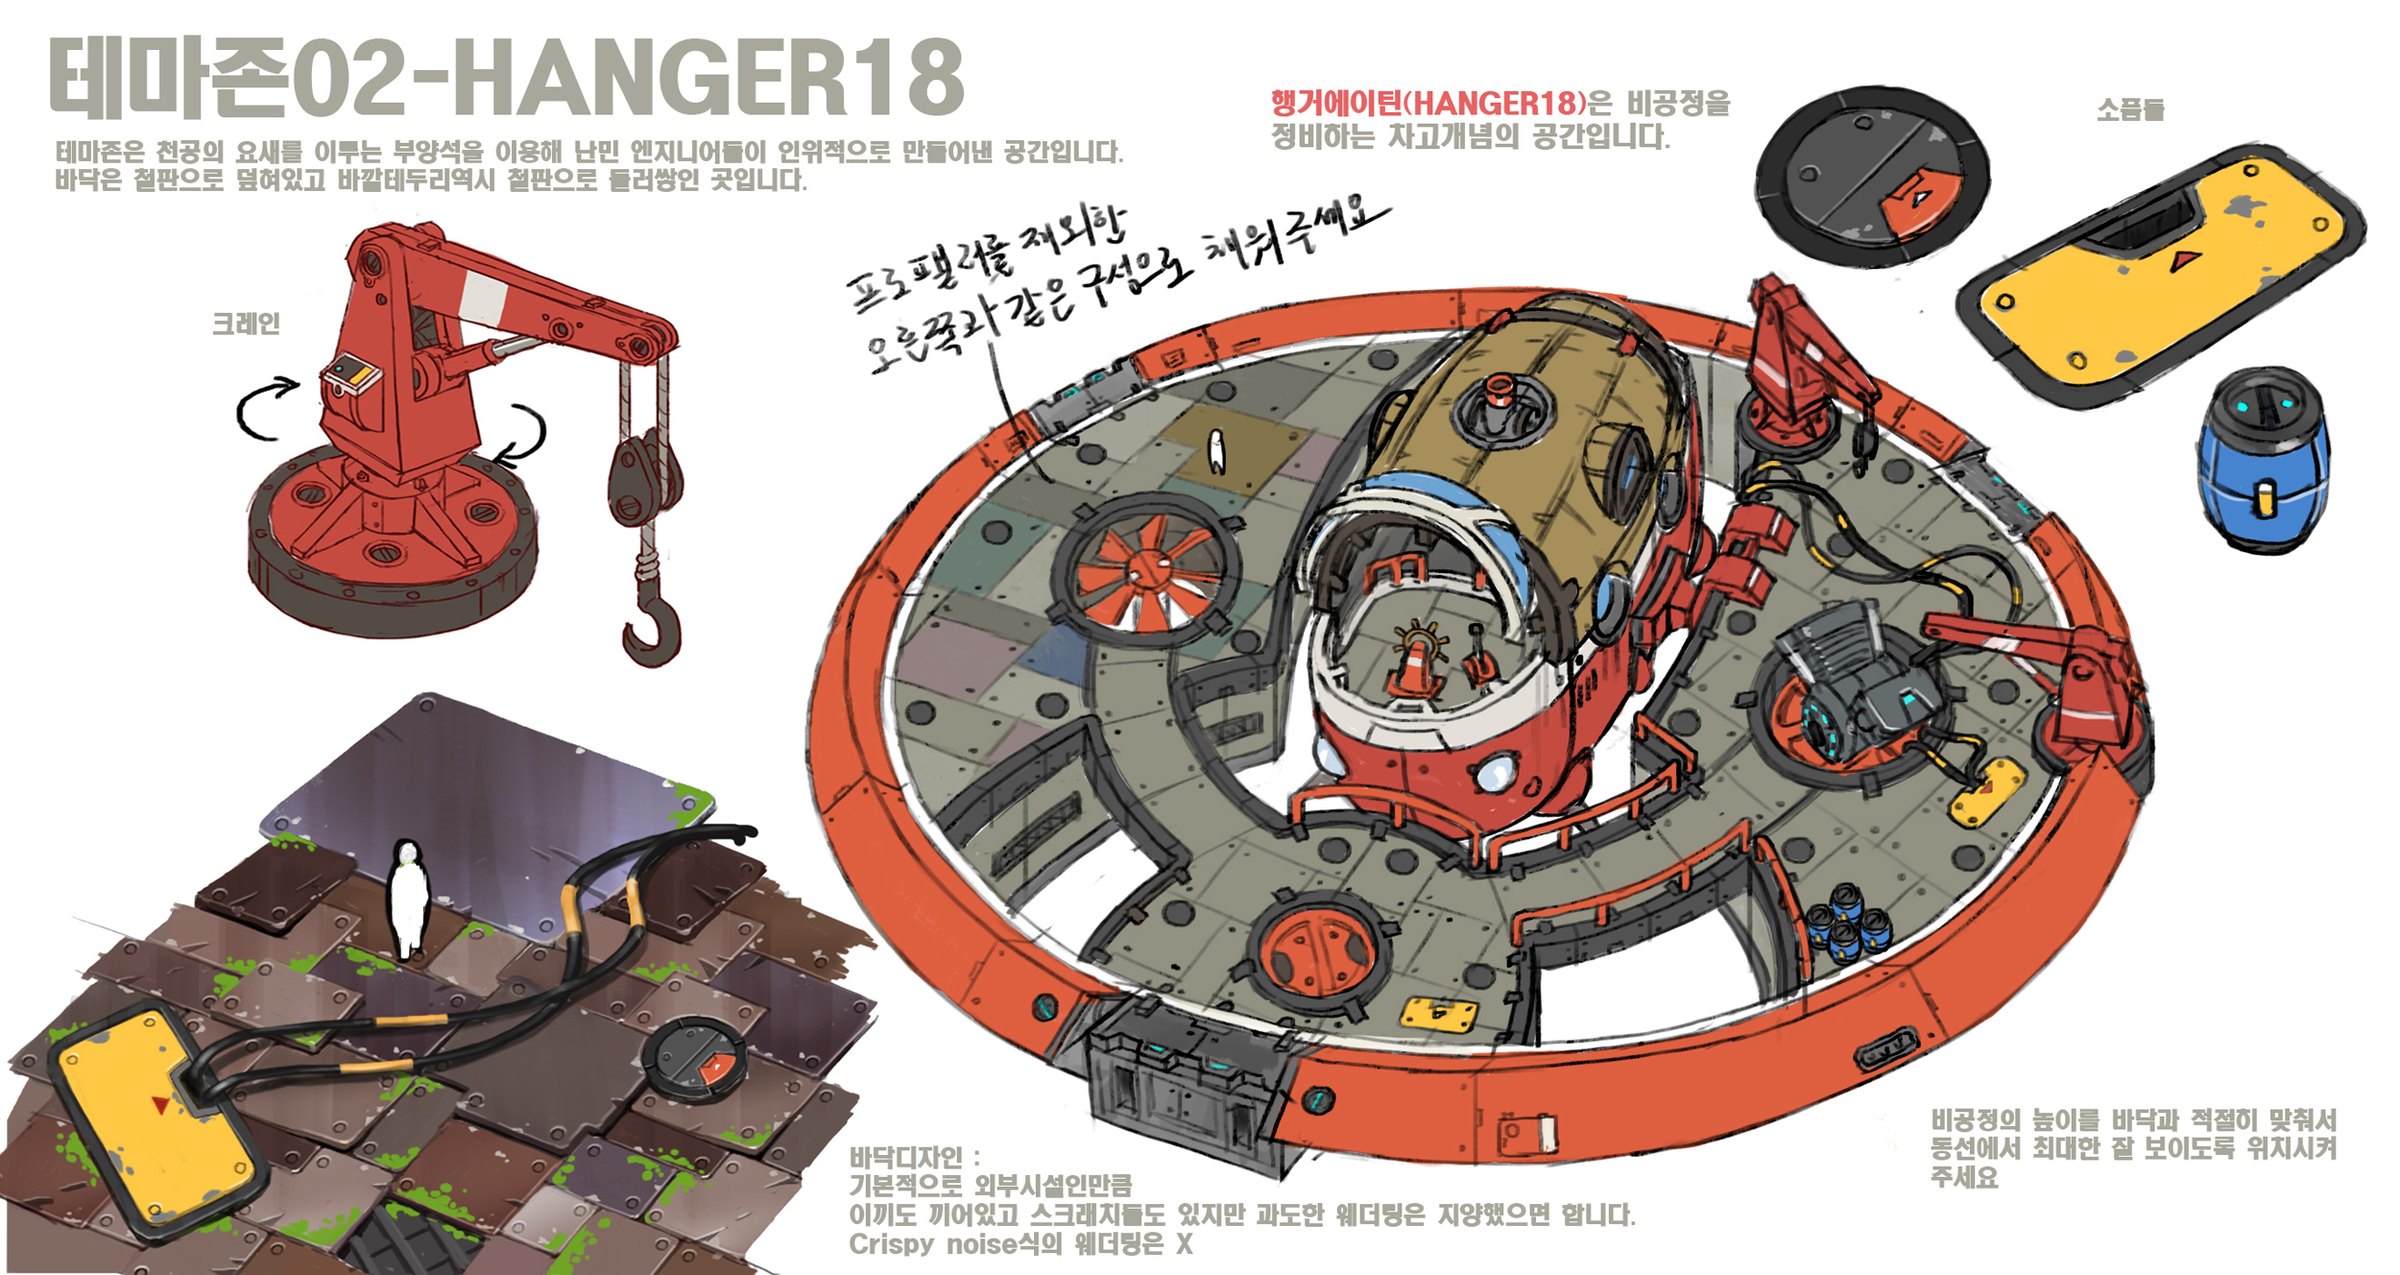 테마존02-HANGER18
테마존은 천공의 요새를 이루는 부양석을 이용해 난민 엔지니어들이 인위적으로 만들어낸 공간입니다.
바닥은 철판으로 덮혀있고 바깥테두리역시 철판으로 둘러쌓인 곳입니다.
행거에이틴(HANGER18)은 비공정을
정비하는 차고개념의 공간입니다.
소품들
크레인
프로팰러를 제외한
오른쪽과 같은 구성으로 채워주세요
바닥디자인 :
기본적으로 외부시설인만큼
이끼도 끼어있고 스크래치들도 있지만 과도한 웨더링은 지양했으면 합니다.
Crispy noise식의 웨더링은 X
비공정의 높이를 바닥과 적절히 맞춰서
동선에서 최대한 잘 보이도록 위치시켜
주세요